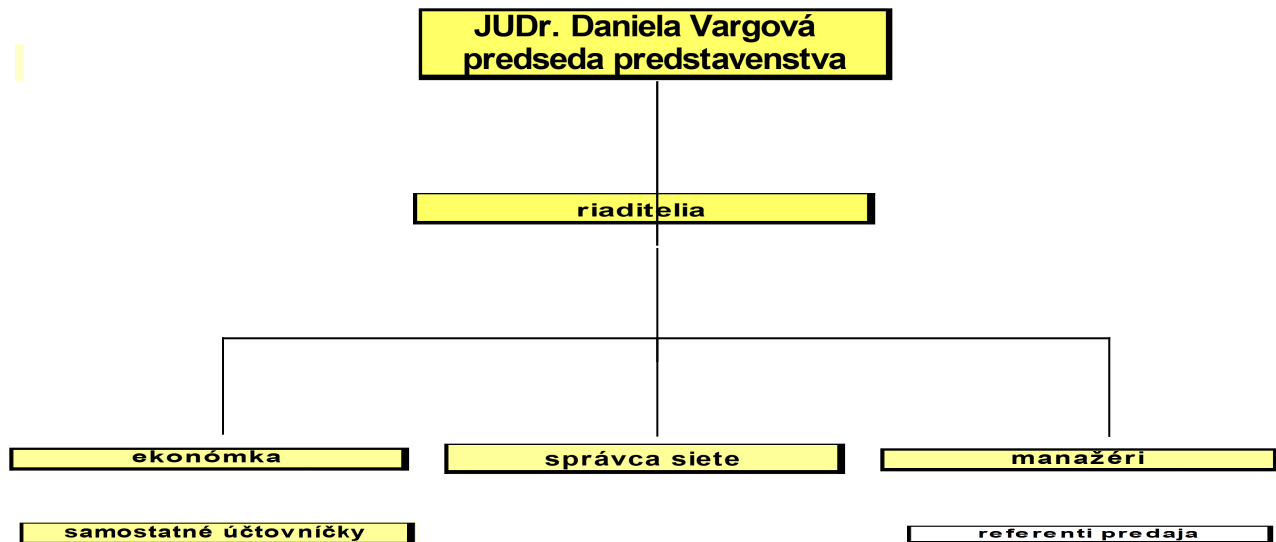 JUDr. Daniela Vargová
predseda predstavenstva
riaditelia
ekonómka
správca siete
manažéri
samostatné účtovníčky
referenti predaja